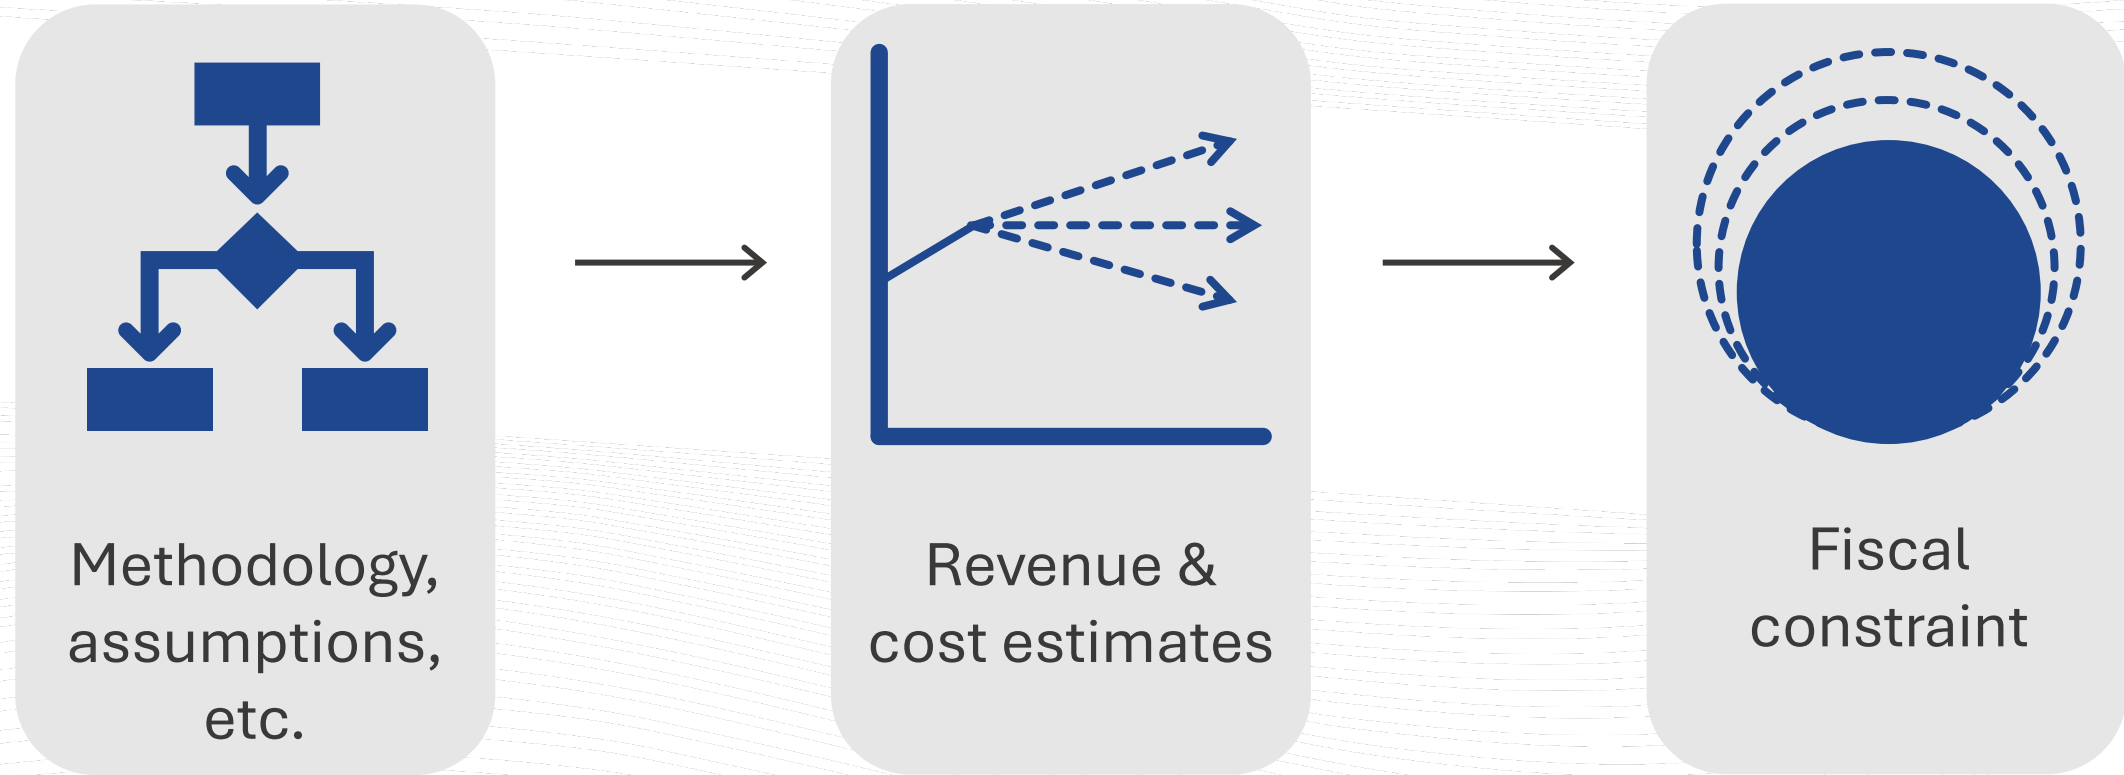 Methodology,
assumptions,
etc.
Revenue &
cost estimates
Fiscal
constraint